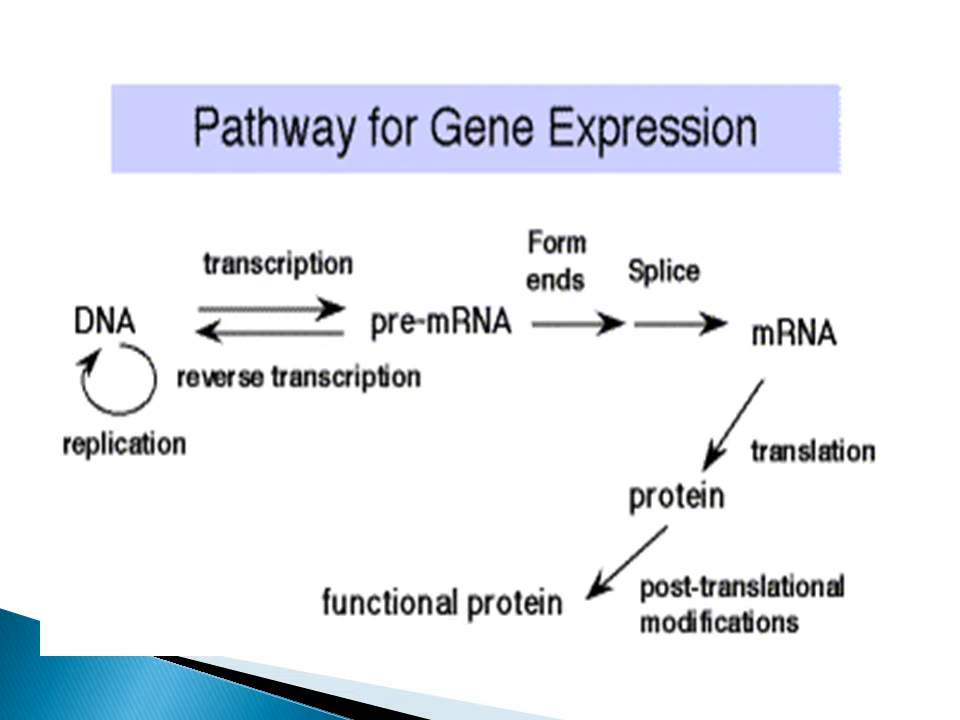 Pathway for Gene Expression
Form
ends
transcription
Splice
DNA
pre-mRNA
mRNA
reverse transcription
replication
translation
protein
functional protein
post-translational
modifications